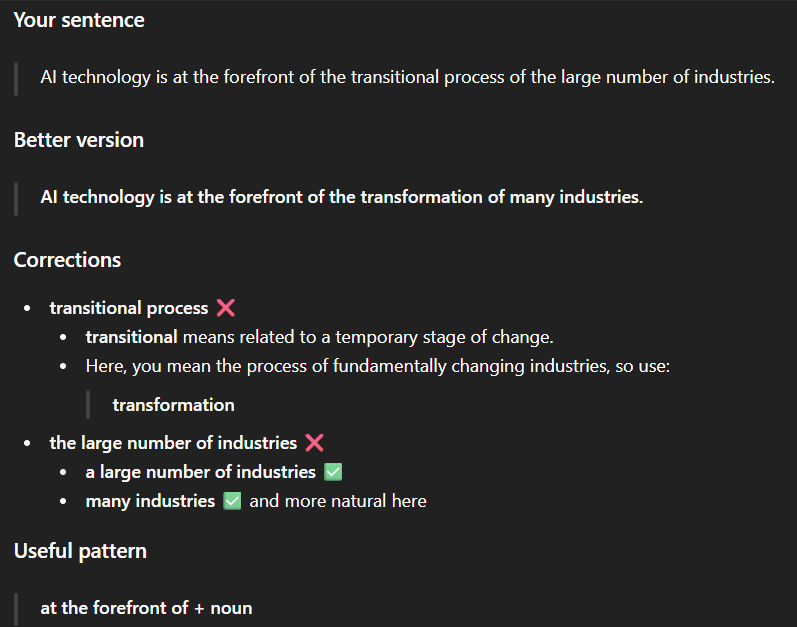 Your sentence
AI technology is at the forefront of the transitional process of the large number of industries.
Better version
AI technology is at the forefront of the transformation of many industries.
Corrections
transitional process ❌
transitional means related to a temporary stage of change.
Here, you mean the process of fundamentally changing industries, so use:
transformation
the large number of industries ❌
a large number of industries ✅
many industries ✅ and more natural here
Useful pattern
at the forefront of + noun